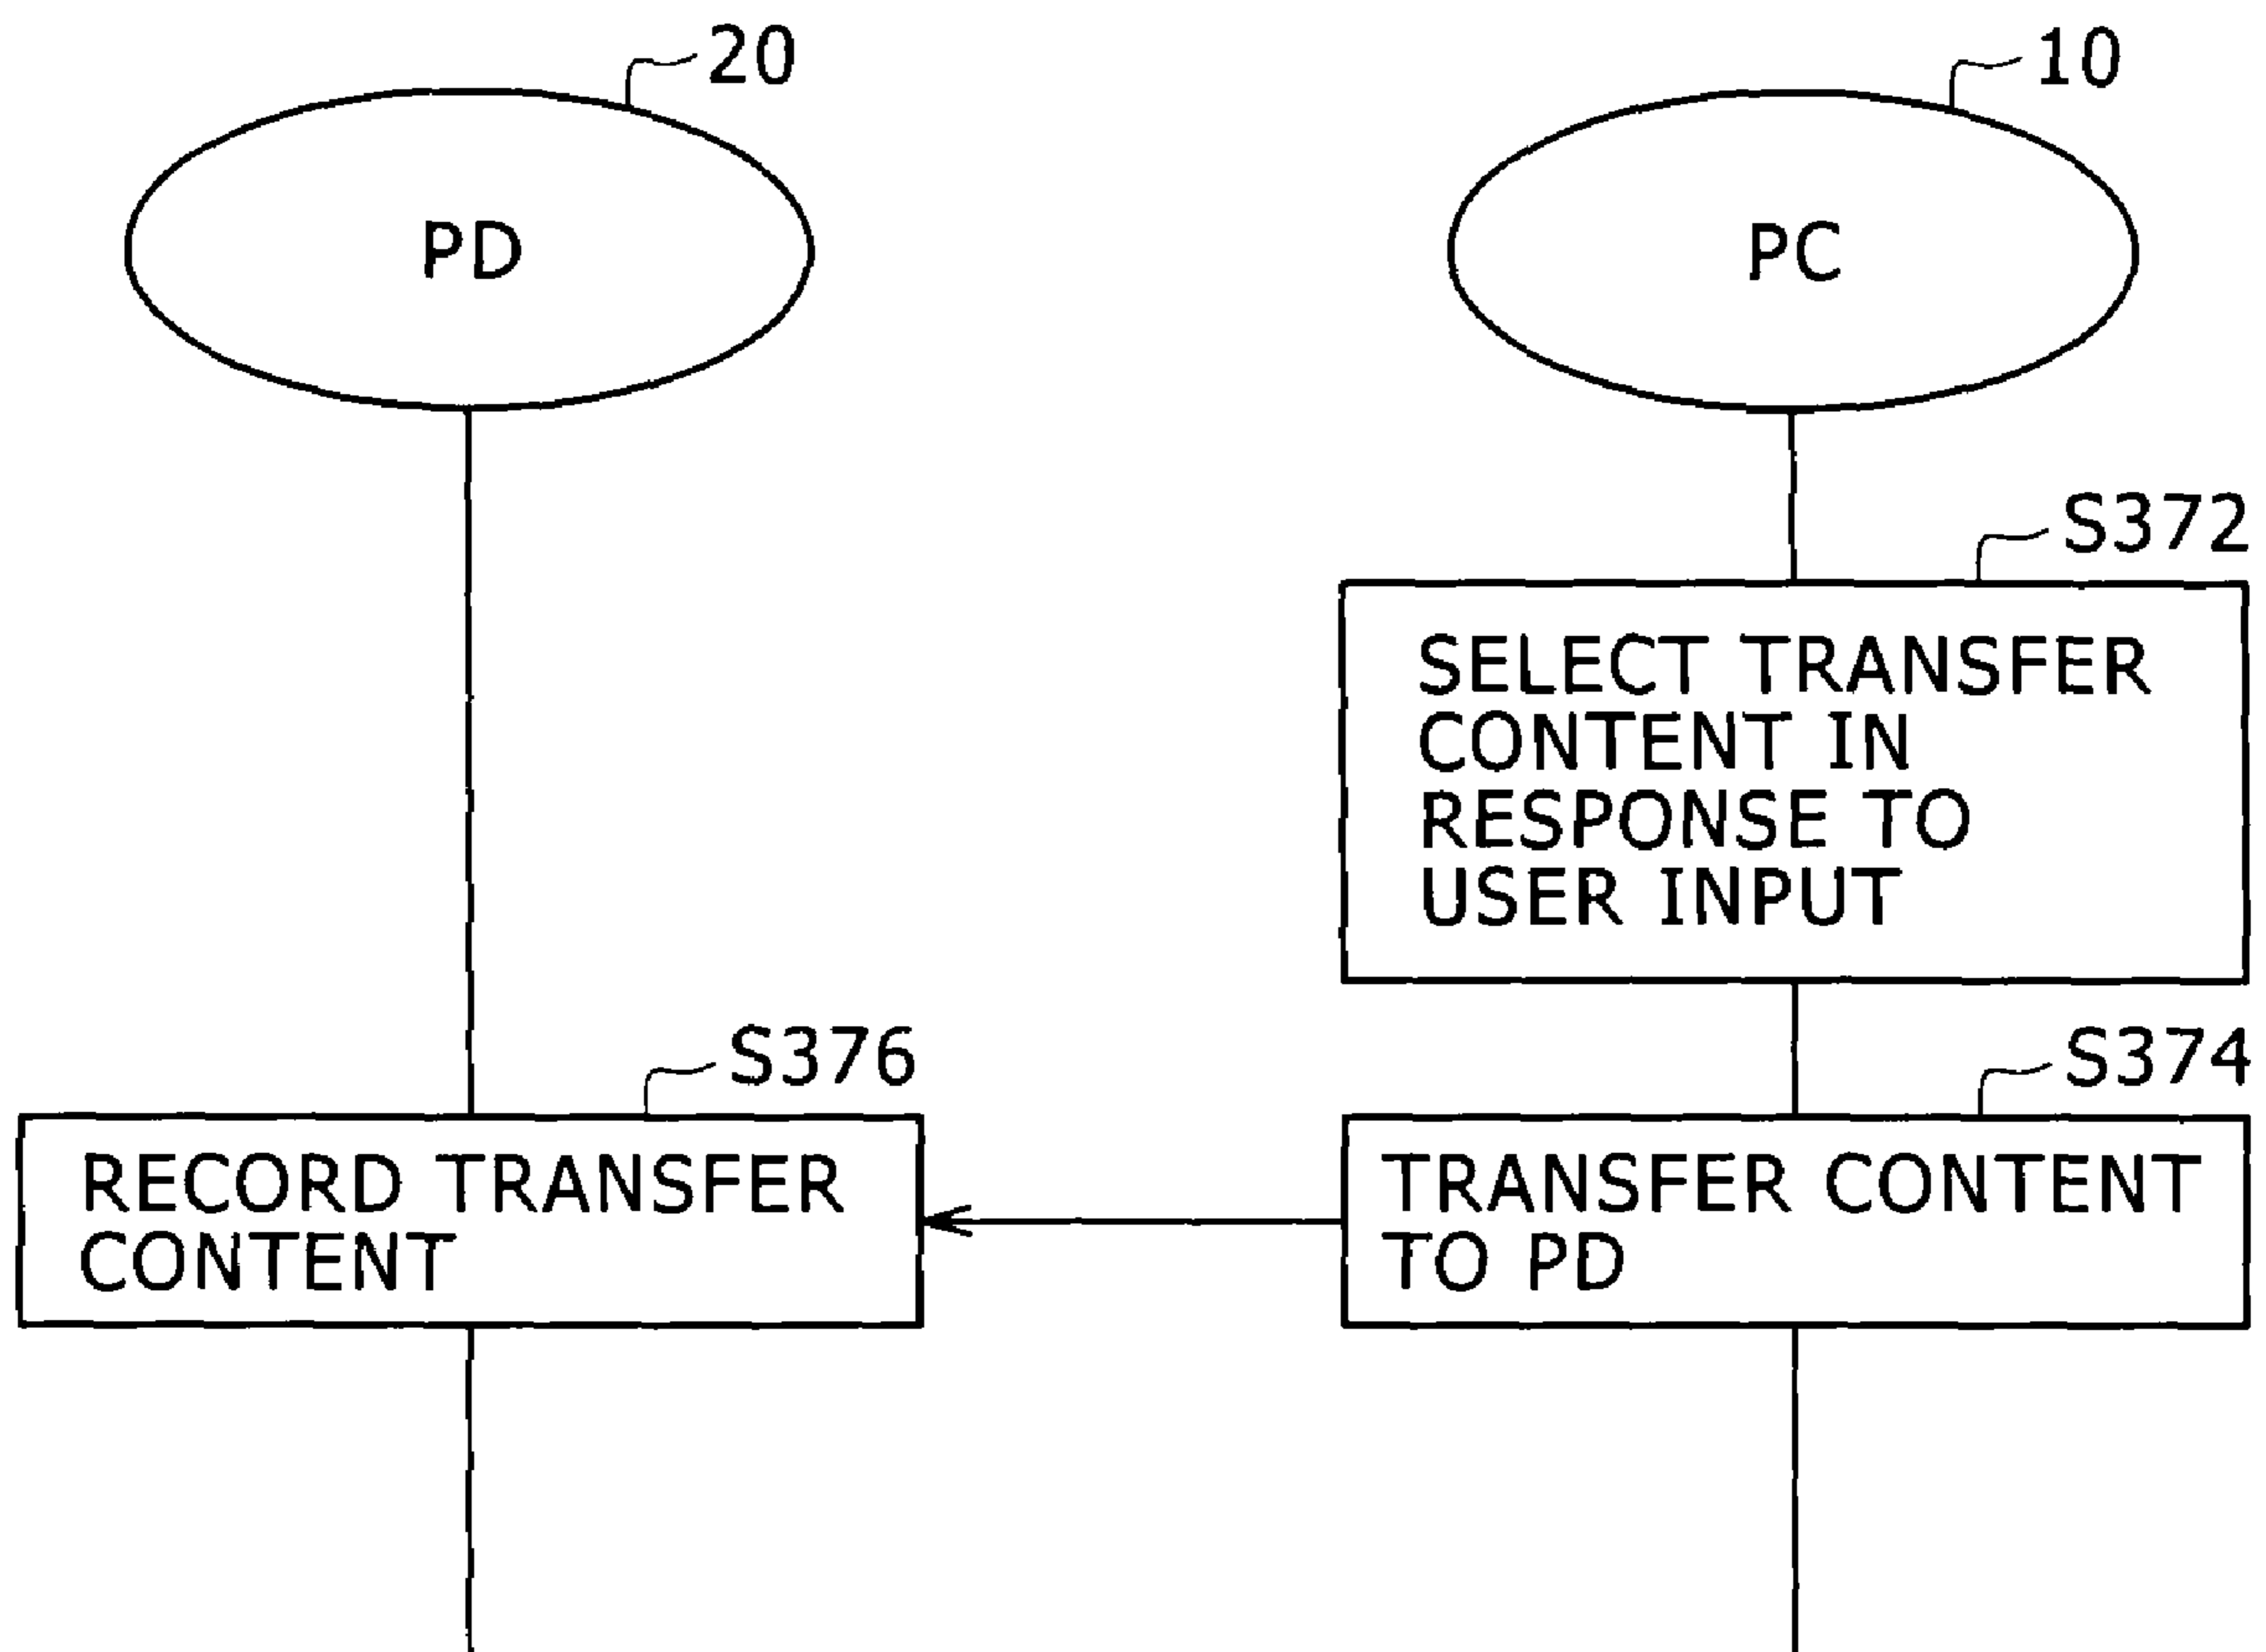 20
10
PD
PC
S372
SELECT TRANSFER
CONTENT IN
RESPONSE TO
USER INPUT
S376
S374
RECORD TRANSFER
CONTENT
TRANSFER CONTENT
TO PD